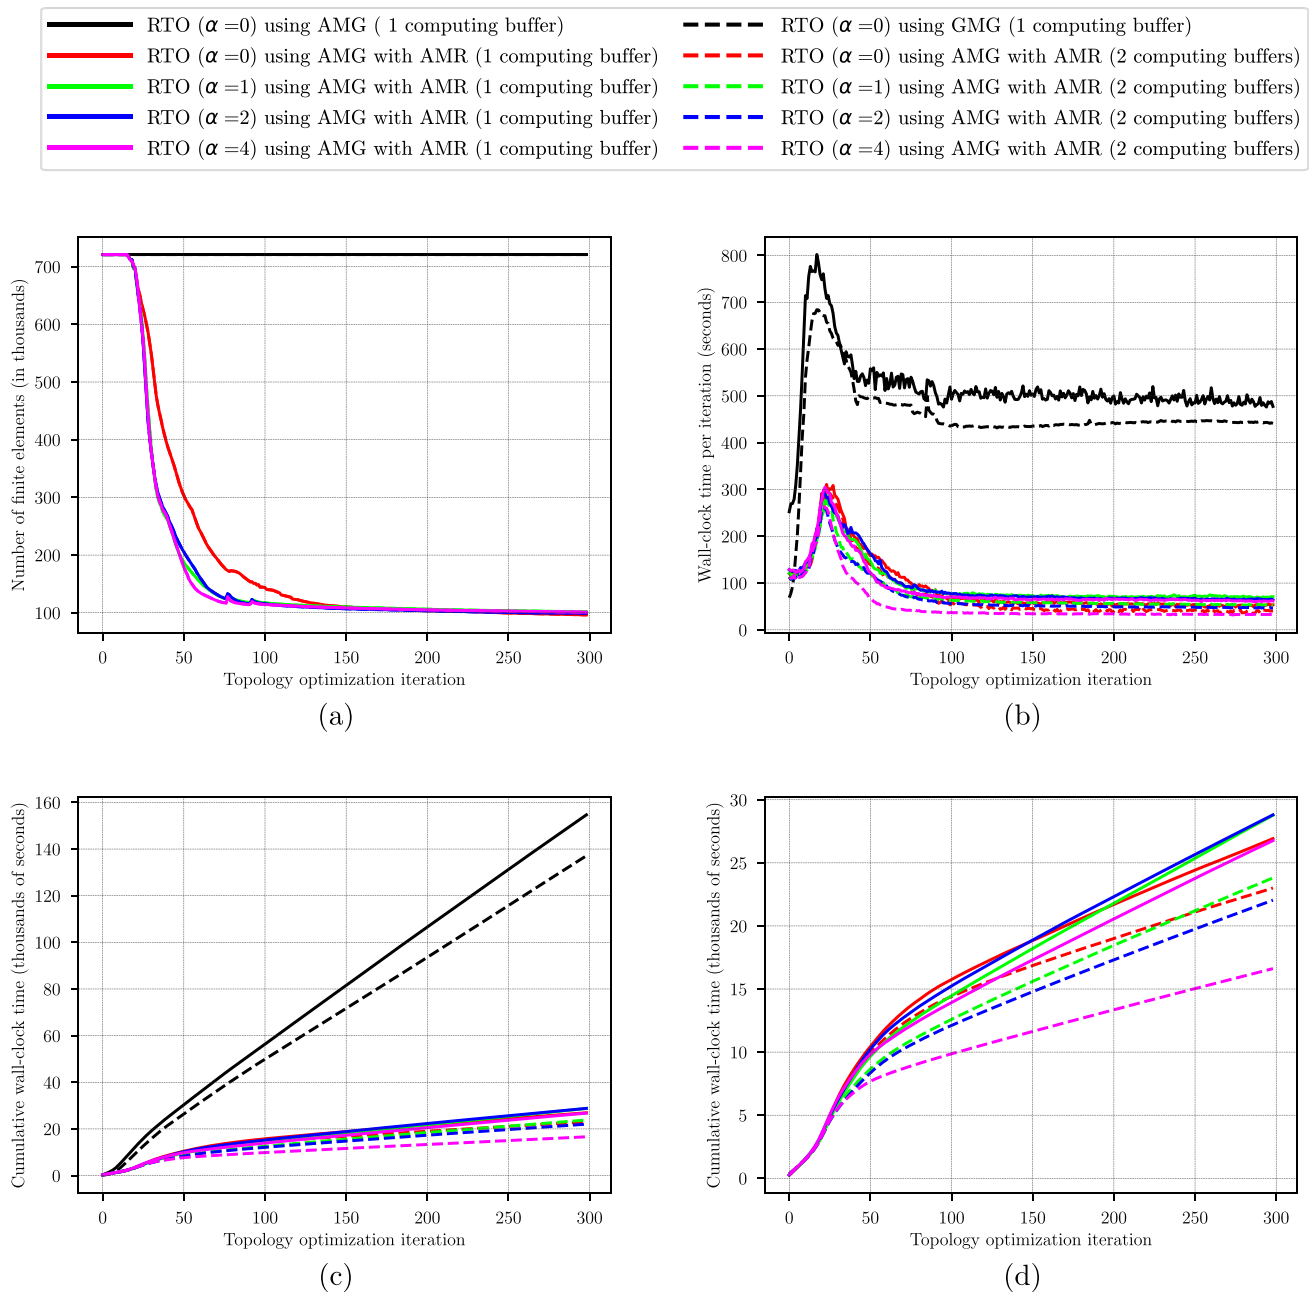 RTO (α =0) using AMG ( 1 computing buffer)
RTO (α =0) using AMG with AMR (1 computing buffer)
RTO (α =1) using AMG with AMR (1 computing buffer)
RTO (α =2) using AMG with AMR (1 computing buffer)
RTO (α =4) using AMG with AMR (1 computing buffer)
RTO (α =0) using GMG (1 computing buffer)
RTO (α =0) using AMG with AMR (2 computing buffers)
RTO (α =1) using AMG with AMR (2 computing buffers)
RTO (α =2) using AMG with AMR (2 computing buffers)
RTO (α =4) using AMG with AMR (2 computing buffers)
Number of finite elements (in thousands)
700
600
500
400
300
200
100
0 50 100 150 200 250 300
Topology optimization iteration
(a)
Wall-clock time per iteration (seconds)
800
700
600
500
400
300
200
100
0
0 50 100 150 200 250 300
Topology optimization iteration
(b)
Cumulative wall-clock time (thousands of seconds)
160
140
120
100
80
60
40
20
0
0 50 100 150 200 250 300
Topology optimization iteration
(c)
Cumulative wall-clock time (thousands of seconds)
30
25
20
15
10
5
0
0 50 100 150 200 250 300
Topology optimization iteration
(d)